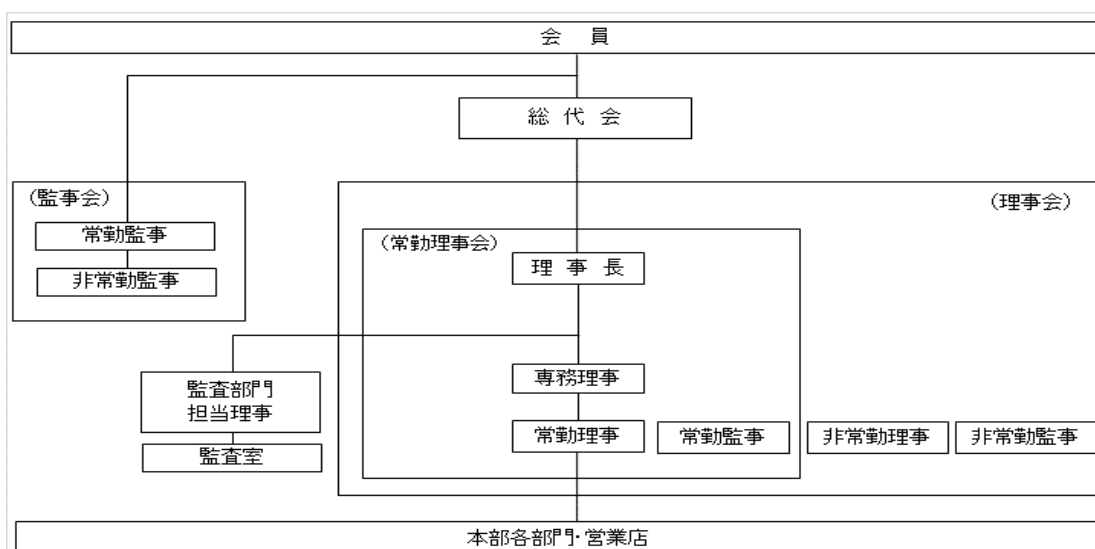 会 員
総 代 会
(監事会)
常勤監事
非常勤監事
(理事会)
(常勤理事会)
理 事 長
専務理事
監査部門
担当理事
監査室
常勤理事
常勤監事
非常勤理事
非常勤監事
本部各部門・営業店